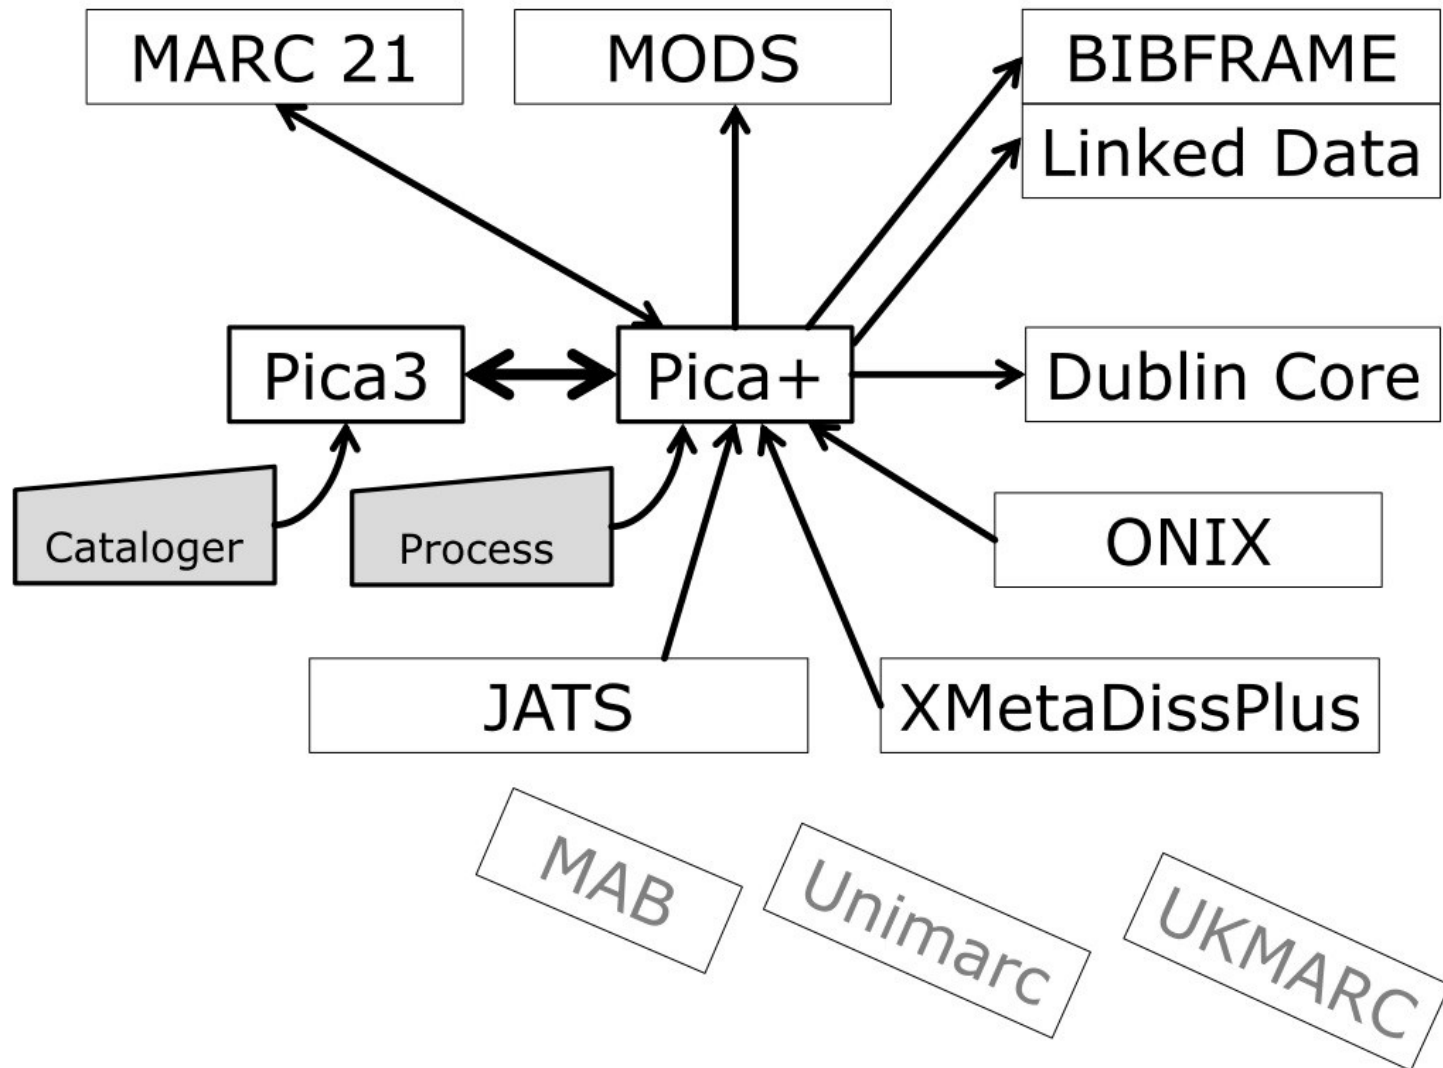 MARC 21
MODS
BIBFRAME
Linked Data
Pica3
Pica+
Dublin Core
Cataloger
Process
ONIX
JATS
XMetaDissPlus
MAB
Unimarc
UKMARC